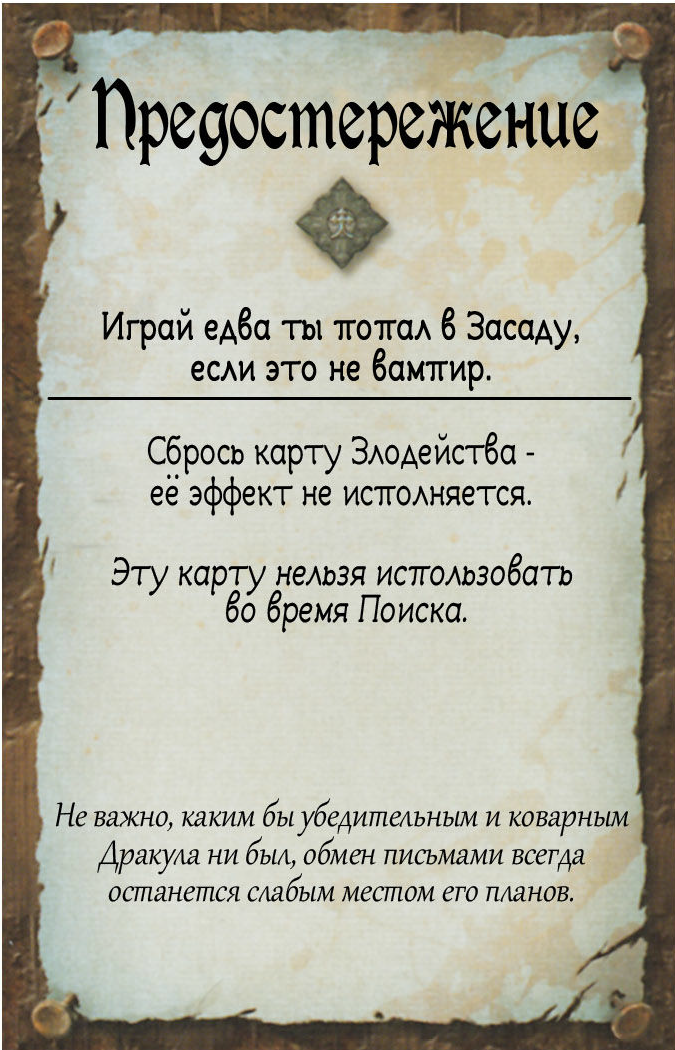 Предостережение
Играй едва ты попал в Засаду,
если это не вампир.
Сбрось карту Злодейства -
её эффект не исполняется.
Эту карту нельзя использовать
во время Поиска.
Не важно, каким бы убедительным и коварным
Дракула ни был, обмен письмами всегда
останется слабым местом его планов.